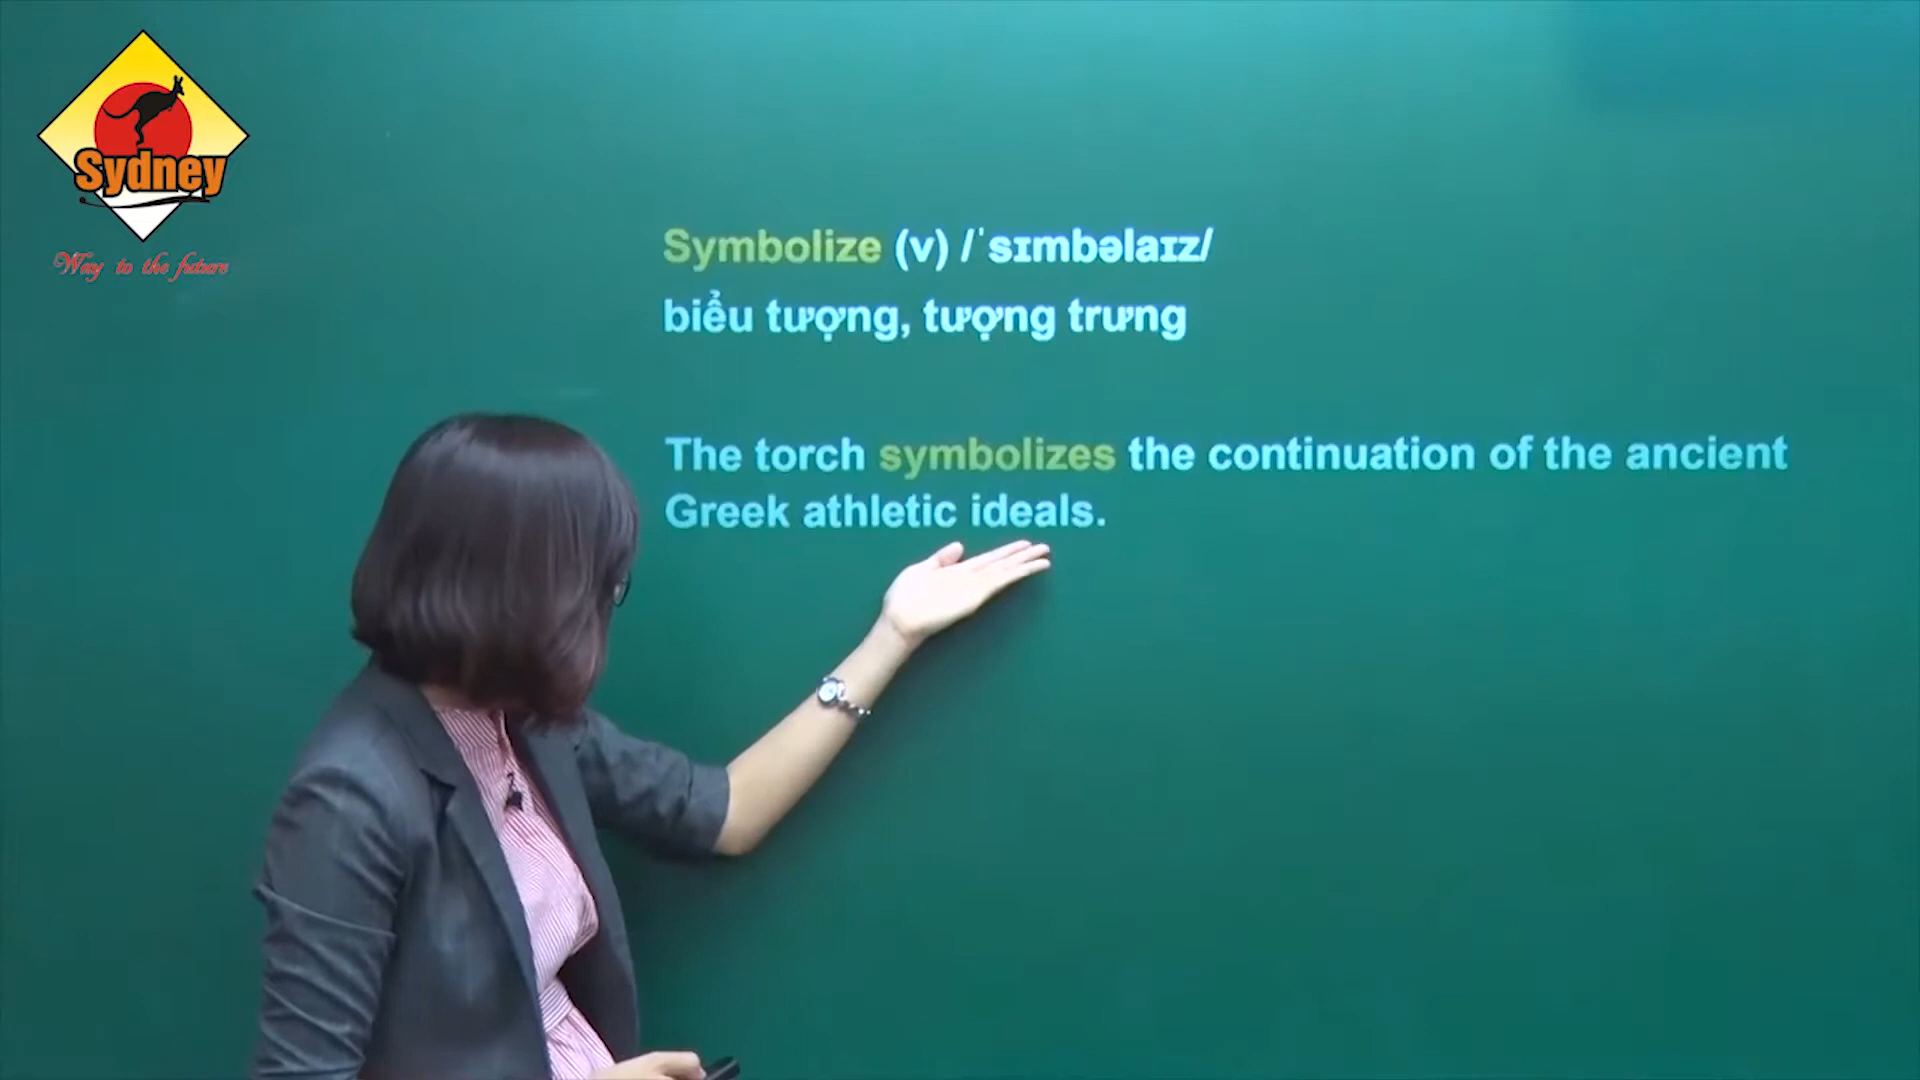 Sydney
Way to the future
Symbolize (v) /ˈsɪmbəlaɪz/
biểu tượng, tượng trưng
The torch symbolizes the continuation of the ancient
Greek athletic ideals.